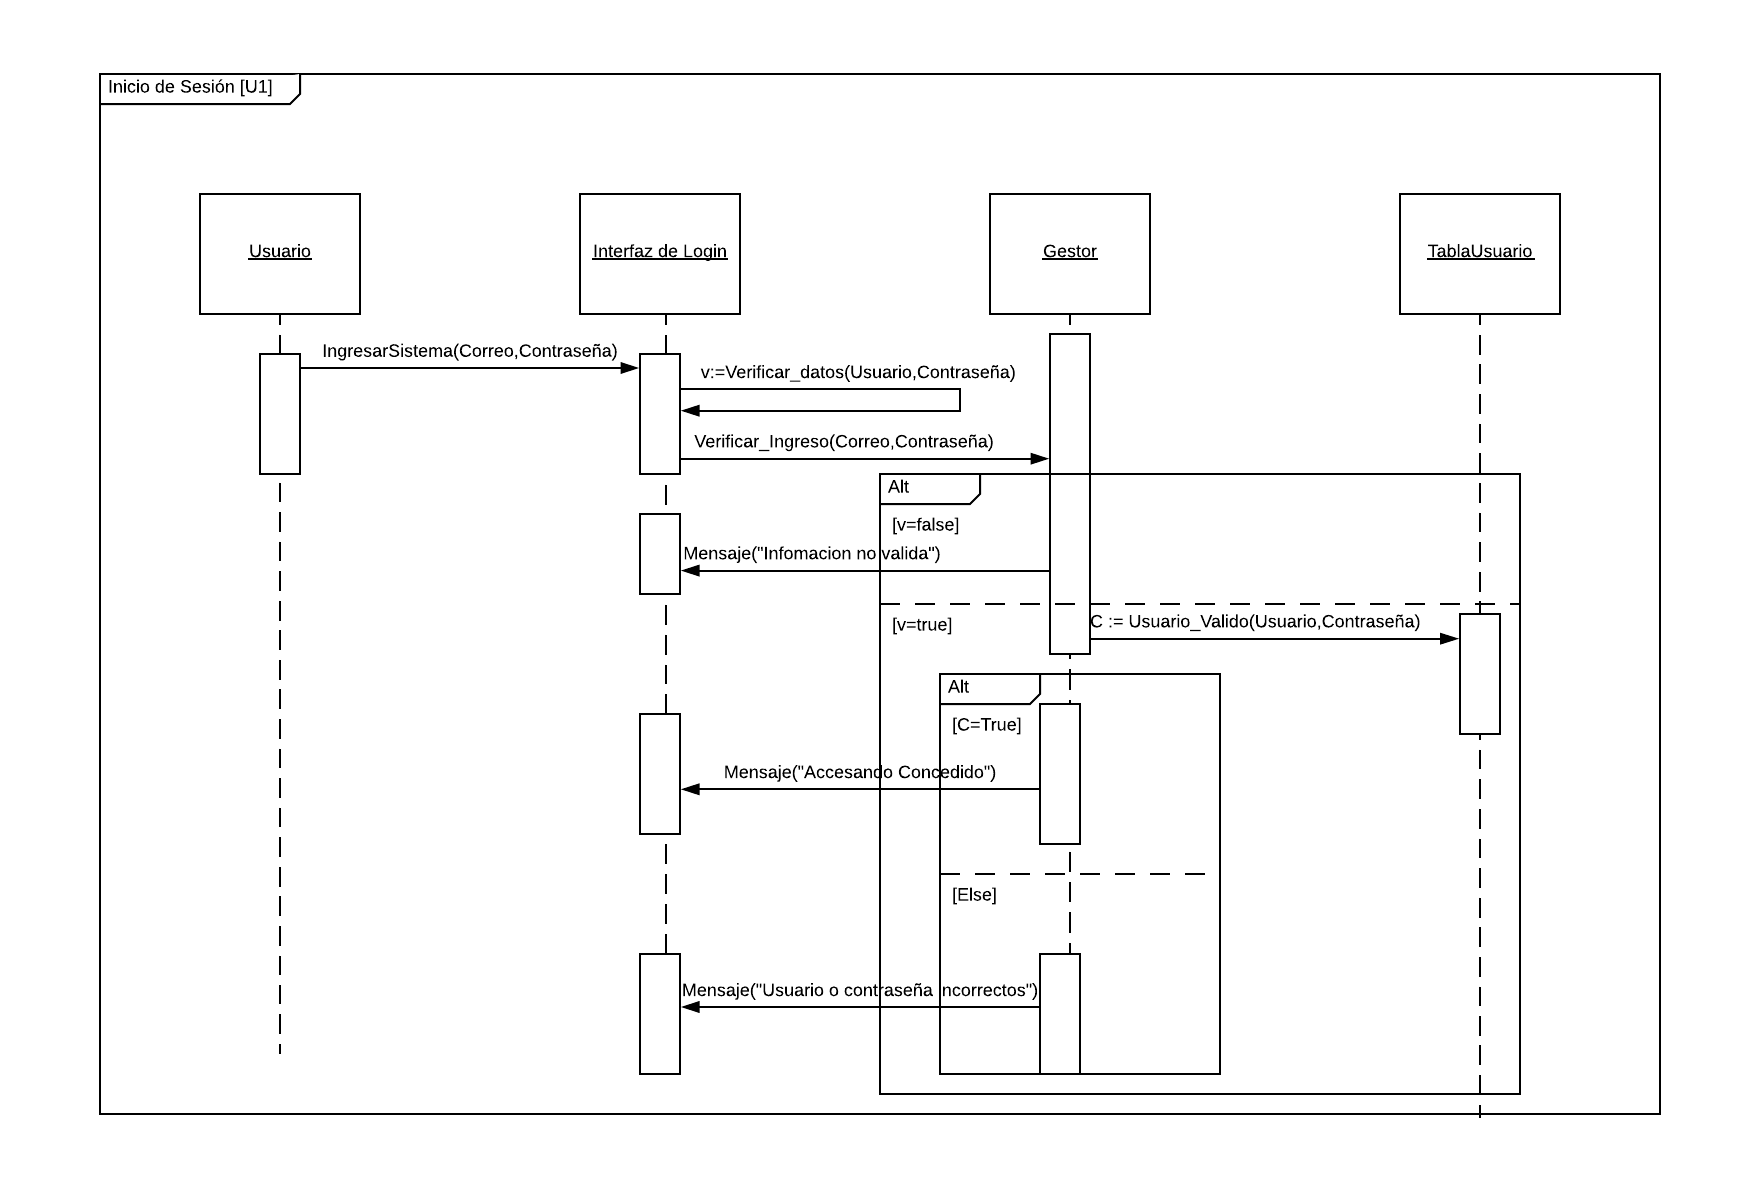 Inicio de Sesión [U1]
Usuario
Interfaz de Login
Gestor
TablaUsuario
IngresarSistema(Correo,Contraseña)
v:=Verificar_datos(Usuario,Contraseña)
Verificar_Ingreso(Correo,Contraseña)
Alt
[v=false]
Mensaje("Infomacion no valida")
[v=true]
C := Usuario_Valido(Usuario,Contraseña)
Alt
[C=True]
Mensaje("Accesando Concedido")
[Else]
Mensaje("Usuario o contraseña incorrectos")